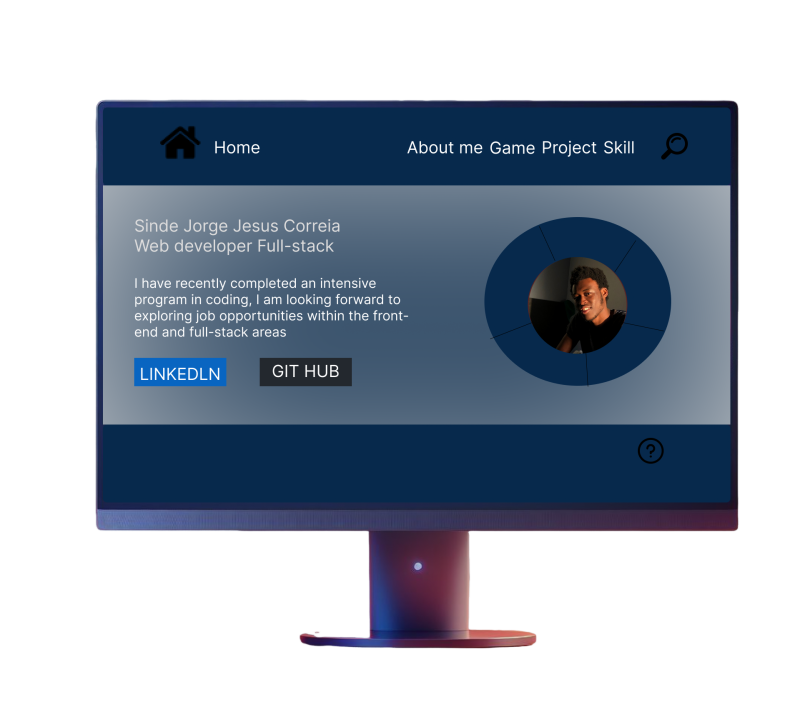 Home
About me Game Project Skill
Sinde Jorge Jesus Correia
Web developer Full-stack
I have recently completed an intensive
program in coding, I am looking forward to
exploring job opportunities within the front-
end and full-stack areas
LINKEDLN
GIT HUB
?